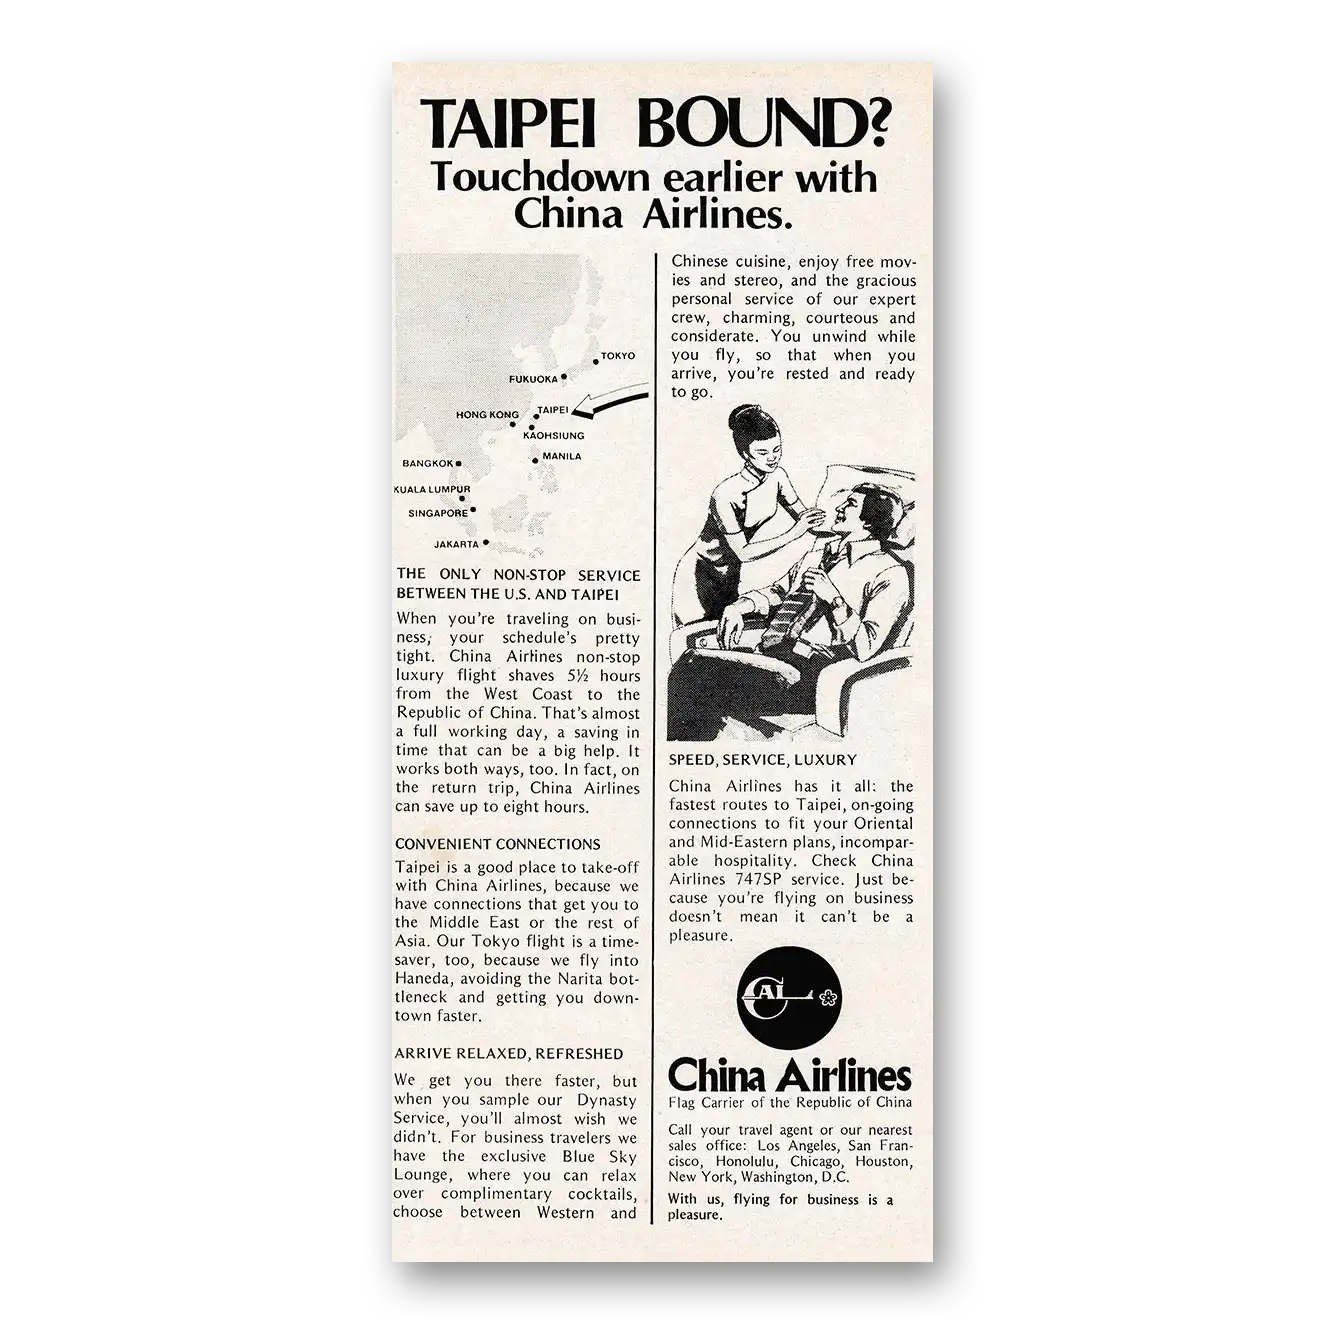 TAIPEI BOUND?
Touchdown earlier with
China Airlines.
TOKYO
FUKUOKA
TAIPEI
HONG KONG
KAOHSIUNG
MANILA
BANGKOK
KUALA LUMPUR
SINGAPORE
JAKARTA
THE ONLY NON-STOP SERVICE
BETWEEN THE U.S. AND TAIPEI
When you're traveling on busi-
ness, your schedule's pretty
tight. China Airlines non-stop
luxury flight shaves 5½ hours
from the West Coast to the
Republic of China. That's almost
a full working day, a saving in
time that can be a big help. It
works both ways, too. In fact, on
the return trip, China Airlines
can save up to eight hours.
CONVENIENT CONNECTIONS
Taipei is a good place to take-off
with China Airlines, because we
have connections that get you to
the Middle East or the rest of
Asia. Our Tokyo flight is a time-
saver, too, because we fly into
Haneda, avoiding the Narita bot-
tleneck and getting you down-
town faster.
ARRIVE RELAXED, REFRESHED
We get you there faster, but
when you sample our Dynasty
Service, you'll almost wish we
didn't. For business travelers we
have the exclusive Blue Sky
Lounge, where you can relax
over complimentary cocktails,
choose between Western and
Chinese cuisine, enjoy free mov-
ies and stereo, and the gracious
personal service of our expert
crew, charming, courteous and
considerate. You unwind while
you fly, so that when you
arrive, you're rested and ready
to go.
SPEED, SERVICE, LUXURY
China Airlines has it all: the
fastest routes to Taipei, on-going
connections to fit your Oriental
and Mid-Eastern plans, incompar-
able hospitality. Check China
Airlines 747SP service. Just be-
cause you're flying on business
doesn't mean it can't be a
pleasure.
CAL
China Airlines
Flag Carrier of the Republic of China
Call your travel agent or our nearest
sales office: Los Angeles, San Fran-
cisco, Honolulu, Chicago, Houston,
New York, Washington, D.C.
With us, flying for business is a
pleasure.